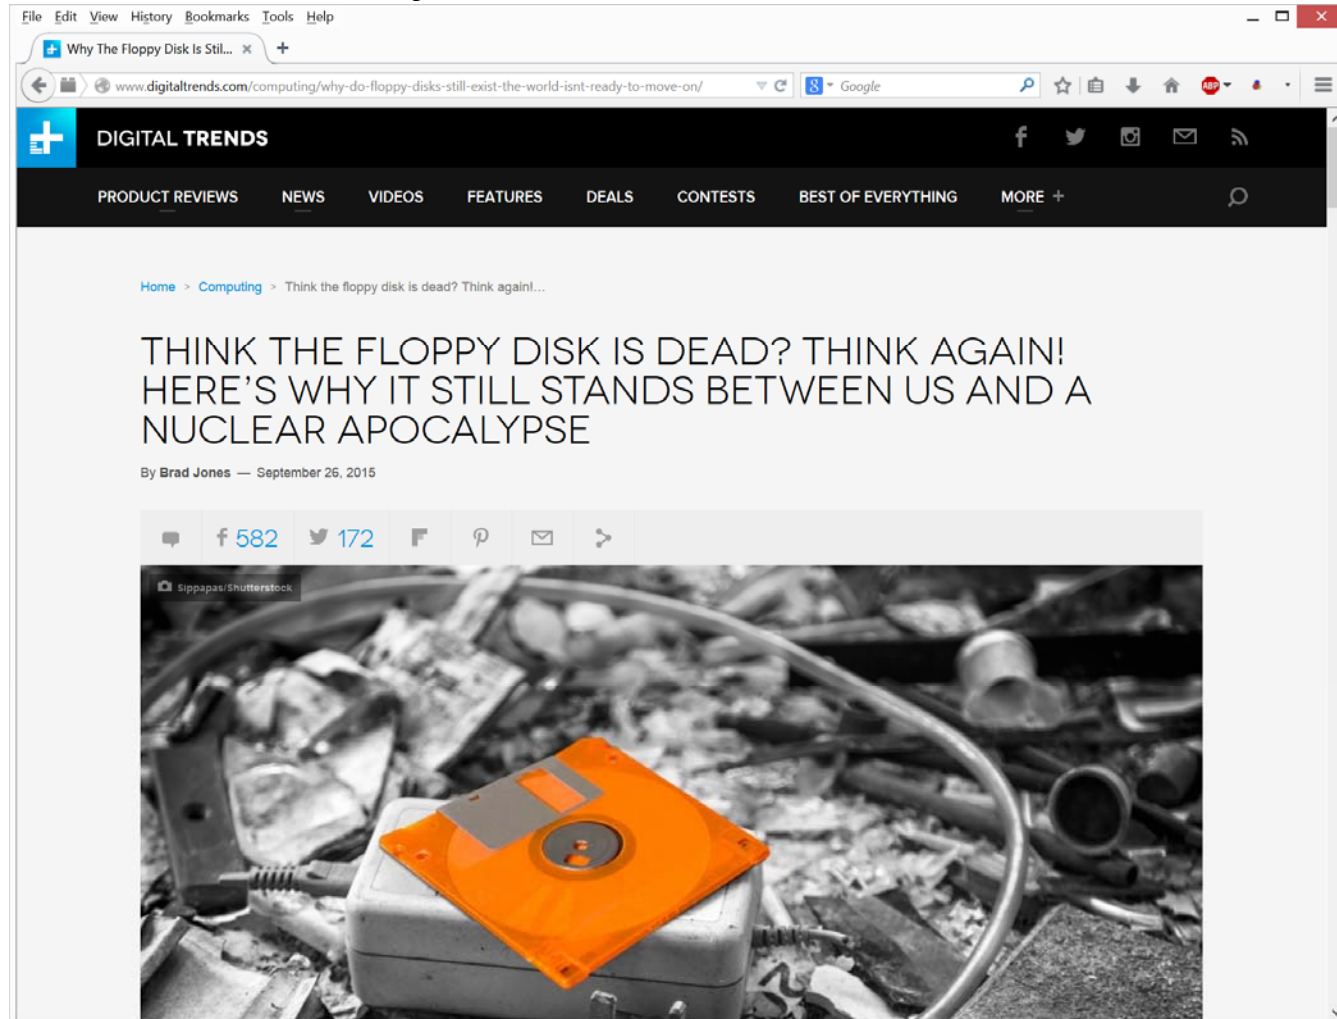 File Edit View History Bookmarks Tools Help
Why The Floppy Disk Is Stil...
www.digitaltrends.com/computing/why-do-floppy-disks-still-exist-the-world-isnt-ready-to-move-on/ 8 Google ABP
DIGITAL TRENDS
PRODUCT REVIEWS NEWS VIDEOS FEATURES DEALS CONTESTS BEST OF EVERYTHING MORE +
Home > Computing > Think the floppy disk is dead? Think again!...
THINK THE FLOPPY DISK IS DEAD? THINK AGAIN!
HERE'S WHY IT STILL STANDS BETWEEN US AND A
NUCLEAR APOCALYPSE
By Brad Jones — September 26, 2015
582 172
Sippapas/Shutterstock